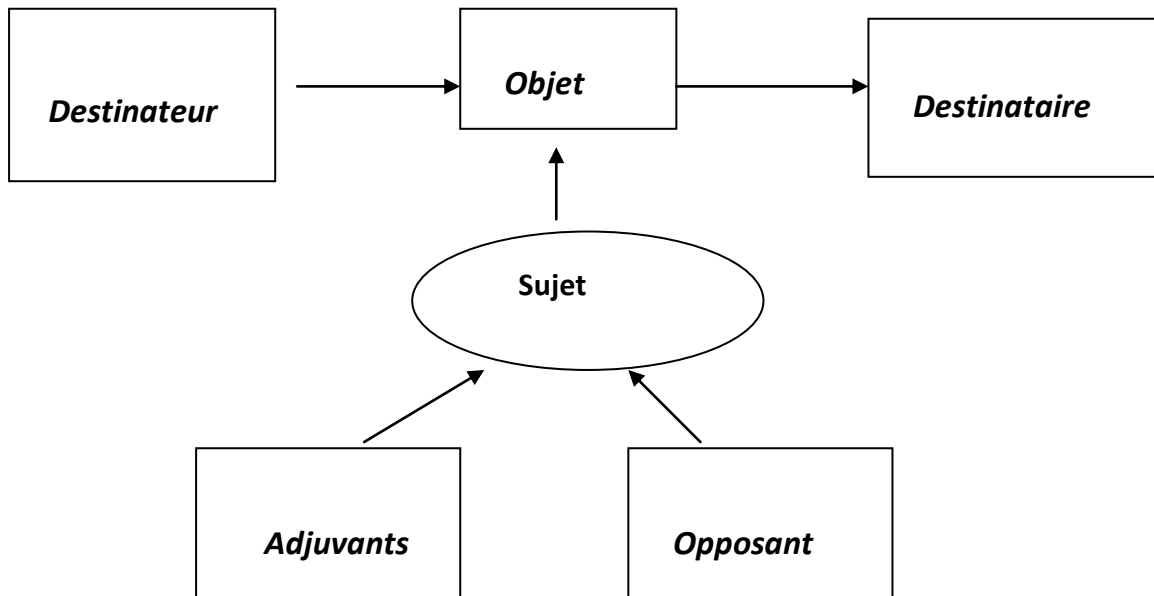 Destinateur
Objet
Destinataire
Sujet
Adjuvants
Opposant